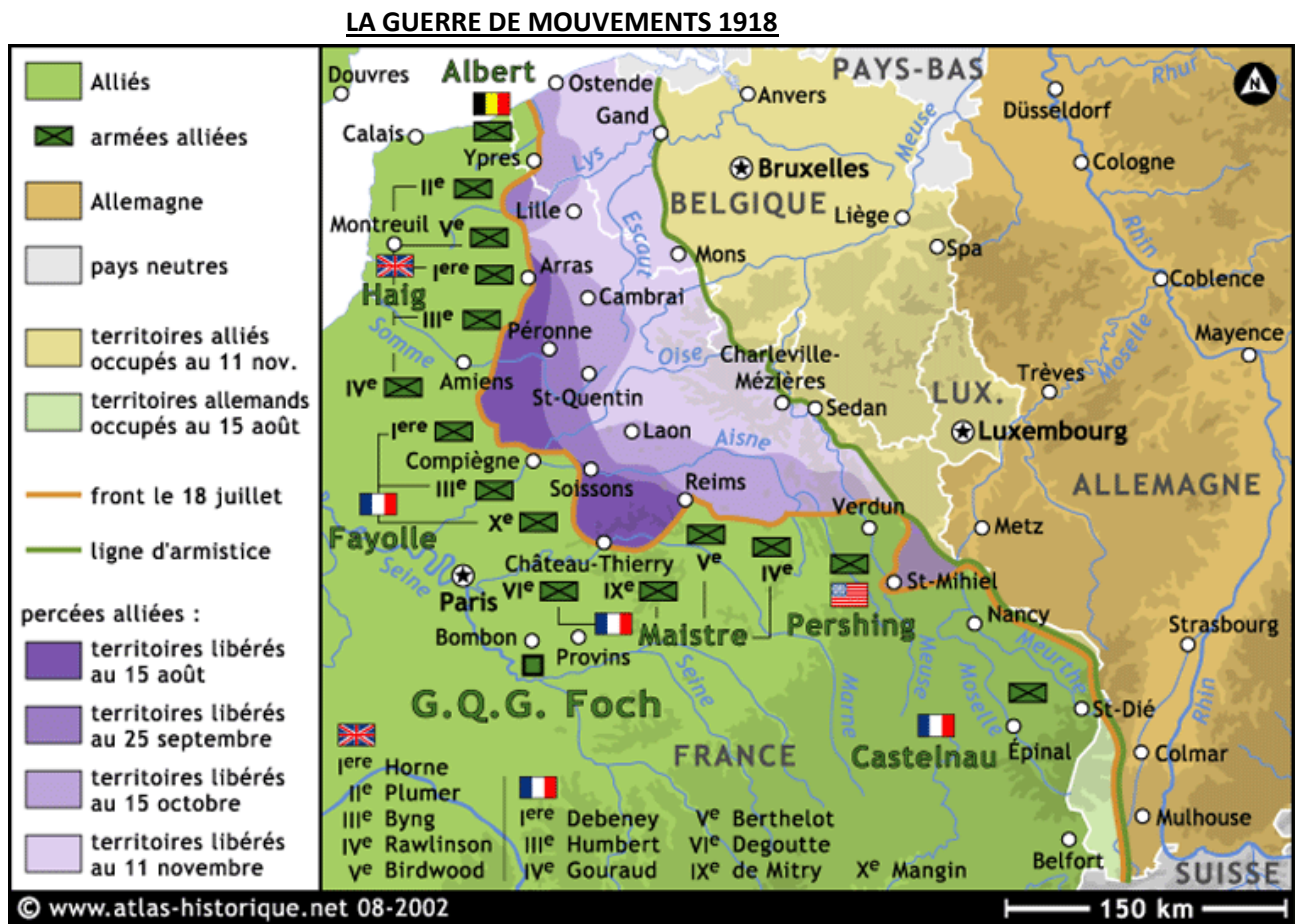 LA GUERRE DE MOUVEMENTS 1918
Alliés
armées alliées
Allemagne
pays neutres
territoires alliés
occupés au 11 nov.
territoires allemands
occupés au 15 août
front le 18 juillet
ligne d'armistice
percées alliées :
territoires libérés
au 15 août
territoires libérés
au 25 septembre
territoires libérés
au 15 octobre
territoires libérés
au 11 novembre
Douvres
Albert
Ostende
PAYS-BAS
Rhur
Anvers
Düsseldorf
Calais
Gand
Meuse
Ypres
Lys
Bruxelles
Cologne
IIe
Lille
BELGIQUE
Liège
Montreuil
Ve
Escaut
Mons
Spa
Rhin
Iere
Arras
Coblence
Haig
Cambrai
IIIe
Péronne
Somme
Oise
Charleville-
Mézières
Mayence
Moselle
Amiens
IVe
St-Quentin
Sedan
LUX.
Trèves
Iere
Laon
Aisne
Luxembourg
Compiègne
Soissons
Reims
ALLEMAGNE
IIIe
Verdun
Fayolle
Xe
Metz
Seine
Château-Thierry
Ve
IVe
St-Mihiel
Paris
VIe
IXe
Pershing
Nancy
Bombon
Provins
Maistre
Strasbourg
Meurthe
Seine
Marne
Meuse
Moselle
Rhin
G.Q.G. Foch
St-Dié
FRANCE
Castelnau
Épinal
Colmar
Mulhouse
Belfort
SUISSE
Iere Horne
IIe Plumer
IIIe Byng
IVe Rawlinson
Ve Birdwood
Iere Debeney
IIIe Humbert
IVe Gouraud
Ve Berthelot
VIe Degoutte
IXe de Mitry
Xe Mangin
© www.atlas-historique.net 08-2002
150 km